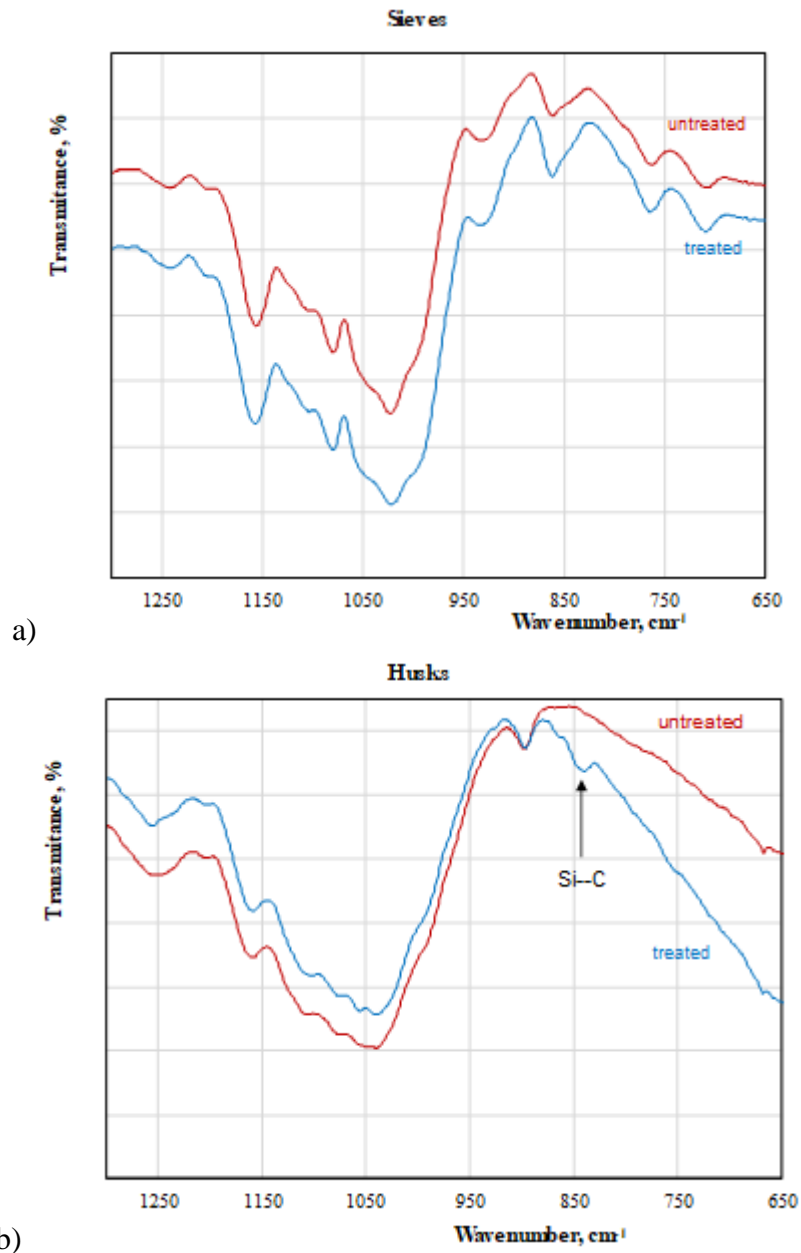 Sieves
Transmitance, %
untreated
treated
1250 1150 1050 950 850 750 650
Wavenumber, cm-1
a)
Husks
Transmitance, %
untreated
Si--C
treated
1250 1150 1050 950 850 750 650
Wavenumber, cm-1
b)